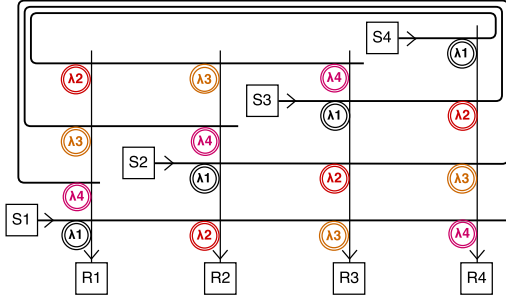 S4
λ1
λ2 λ3 λ4
S3
λ1 λ2
λ3 λ4
S2
λ1 λ2 λ3
λ4
S1
λ1 λ2 λ3 λ4
R1 R2 R3 R4